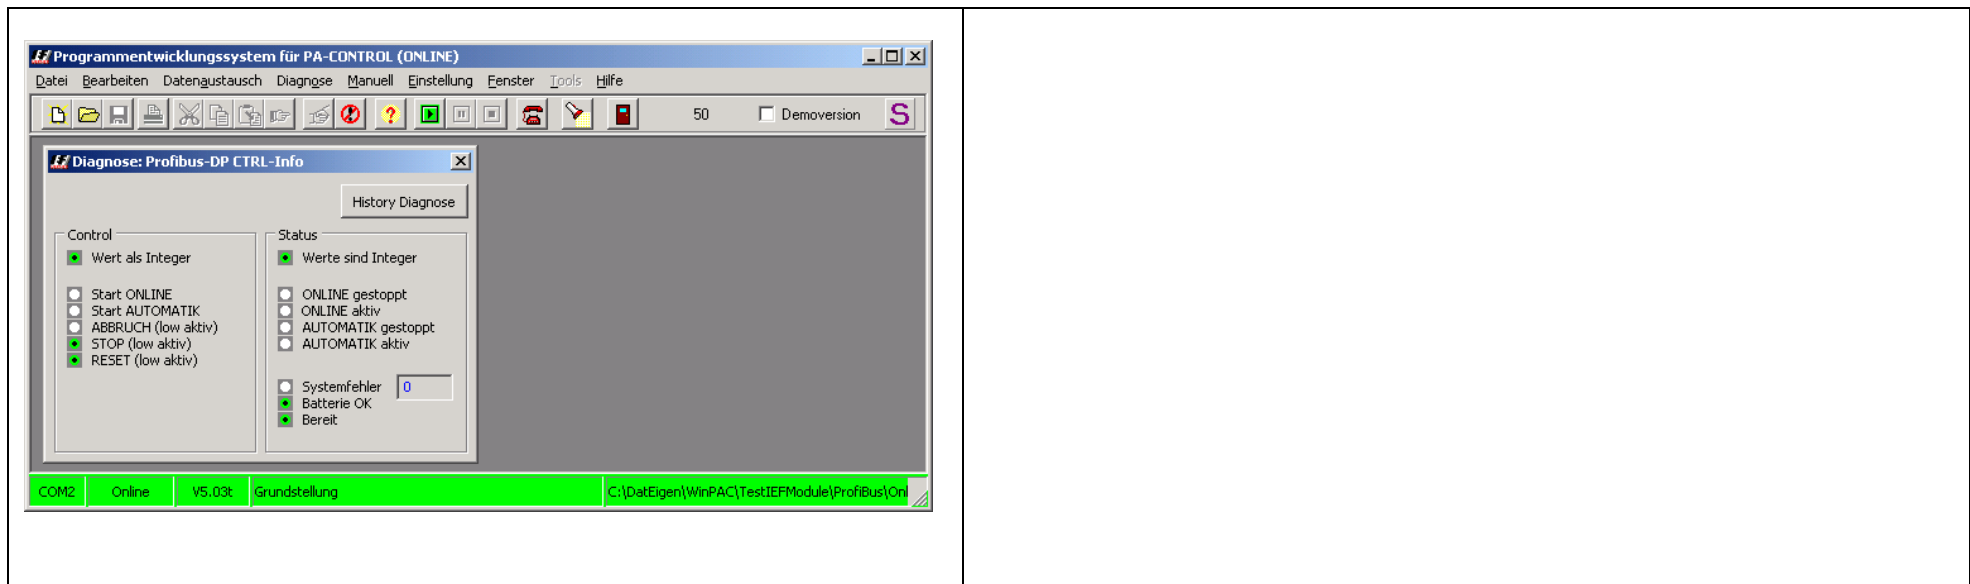 Programmentwicklungssystem für PA-CONTROL (ONLINE)
Datei Bearbeiten Datenaustausch Diagnose Manuell Einstellung Fenster Tools Hilfe
50 Demoversion S
Diagnose: Profibus-DP CTRL-Info
History Diagnose
Control
Wert als Integer
Start ONLINE
Start AUTOMATIK
ABBRUCH (low aktiv)
STOP (low aktiv)
RESET (low aktiv)
Status
Werte sind Integer
ONLINE gestoppt
ONLINE aktiv
AUTOMATIK gestoppt
AUTOMATIK aktiv
Systemfehler 0
Batterie OK
Bereit
COM2 Online V5.03t Grundstellung C:\DatEigen\WinPAC\TestIEFModule\ProfiBus\Onl